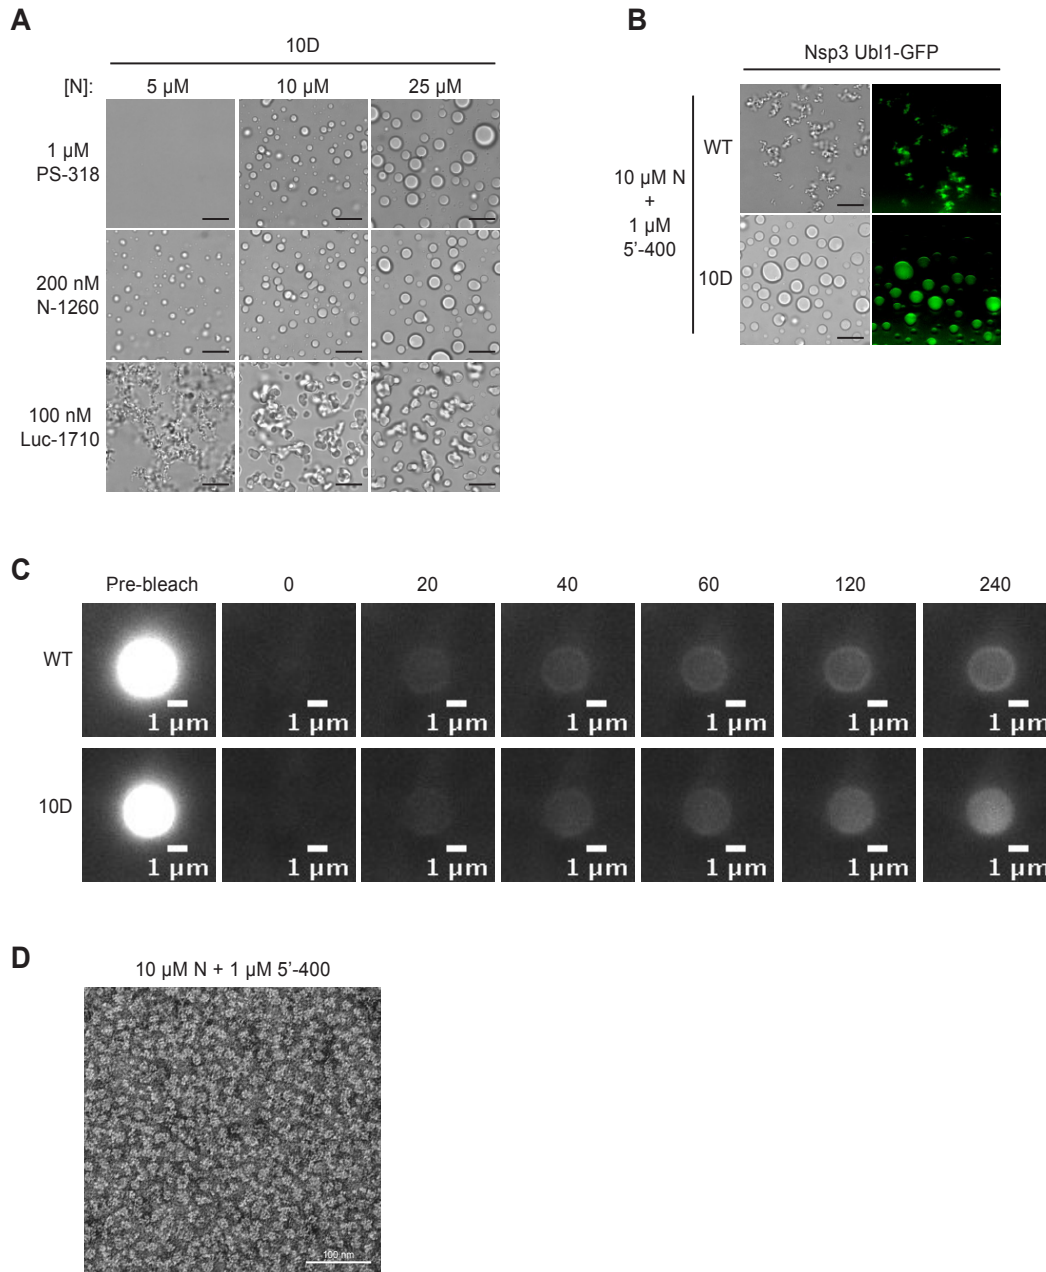 A
10D
[N]:
5 µM
10 µM
25 µM
1 µM
PS-318
200 nM
N-1260
100 nM
Luc-1710
B
Nsp3 Ubl1-GFP
10 µM N
+
1 µM
5’-400
WT
10D
C
Pre-bleach
0
20
40
60
120
240
WT
1 µm
1 µm
1 µm
1 µm
1 µm
1 µm
1 µm
10D
1 µm
1 µm
1 µm
1 µm
1 µm
1 µm
1 µm
D
10 µM N + 1 µM 5’-400
100 nm